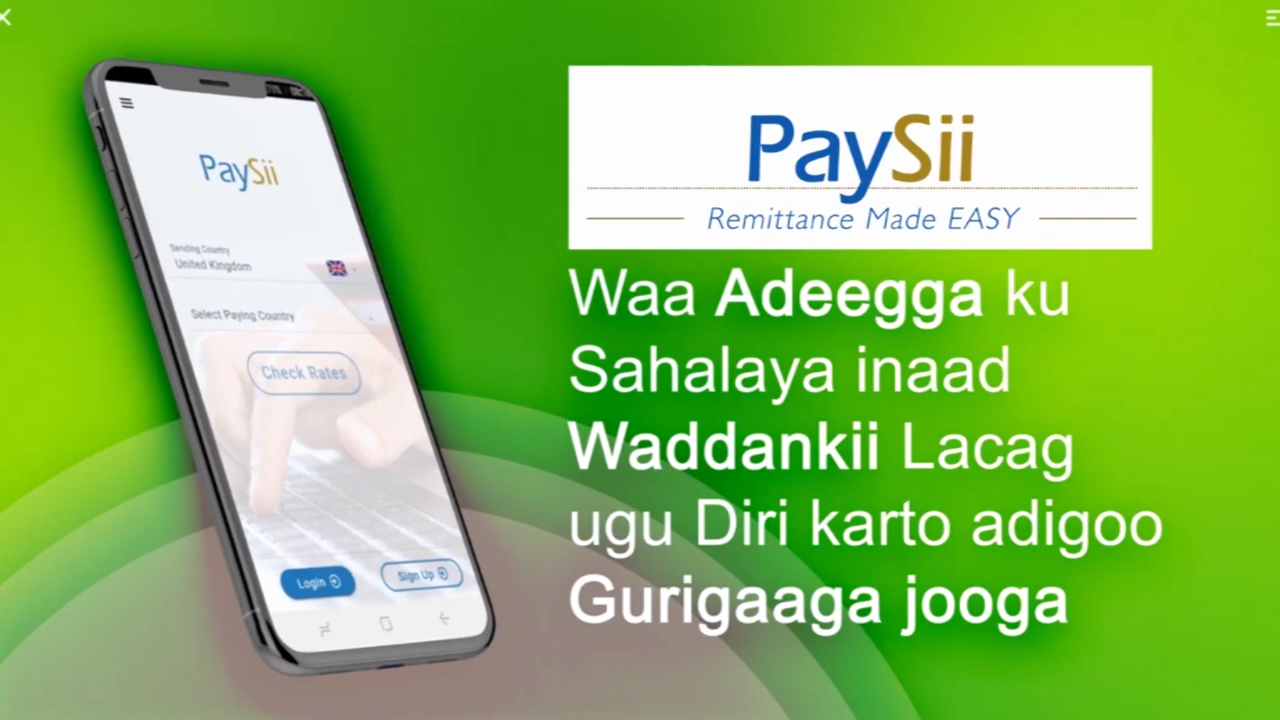 PaySii
Sending Country
United Kingdom
Select Paying Country
Check Rates
Login
Sign Up
PaySii
Remittance Made EASY
Waa Adeegga ku
Sahalaya inaad
Waddankii Lacag
ugu Diri karto adigoo
Gurigaaga jooga